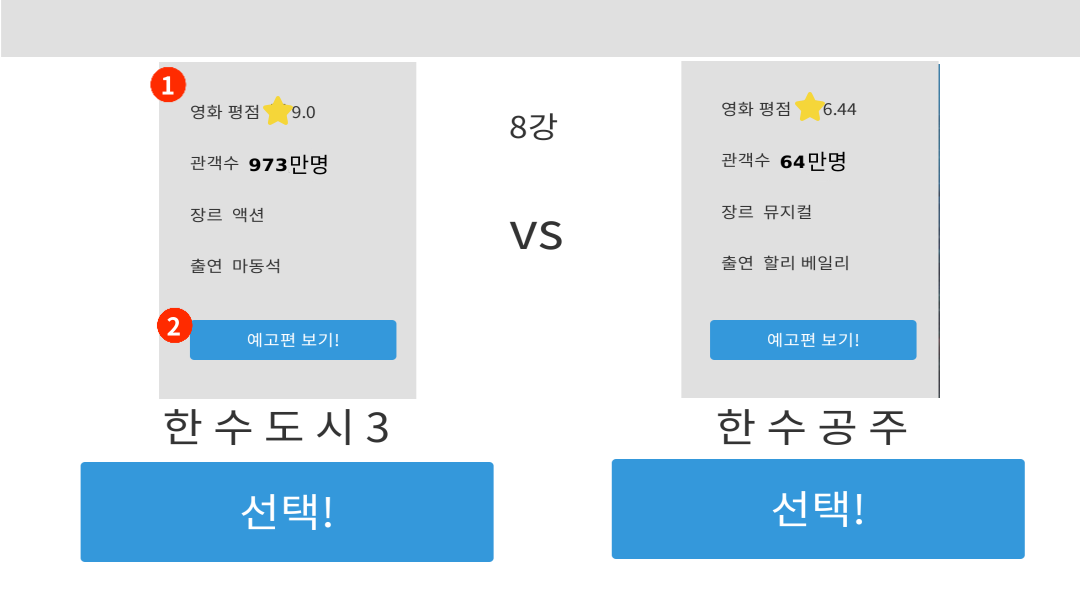 1
영화 평점 9.0
관객수 973만명
장르 액션
출연 마동석
2
예고편 보기!
한 수 도 시 3
선택!
8강
vs
영화 평점 6.44
관객수 64만명
장르 뮤지컬
출연 할리 베일리
예고편 보기!
한 수 공 주
선택!